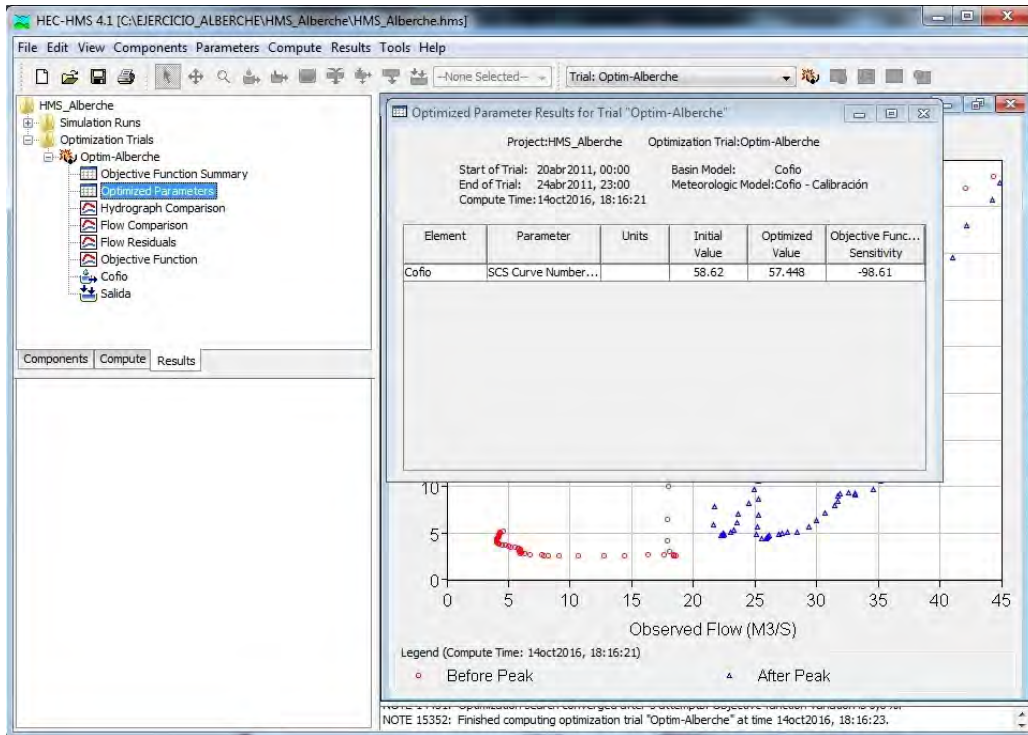 HEC-HMS 4.1 [C:\EJERCICIO_ALBERCHE\HMS_Alberche\HMS_Alberche.hms]
File Edit View Components Parameters Compute Results Tools Help
--None Selected--
Trial: Optim-Alberche
HMS_Alberche
Simulation Runs
Optimization Trials
Optim-Alberche
Objective Function Summary
Optimized Parameters
Hydrograph Comparison
Flow Comparison
Flow Residuals
Objective Function
Cofio
Salida
Components Compute Results
Optimized Parameter Results for Trial "Optim-Alberche"
Project:HMS_Alberche Optimization Trial:Optim-Alberche
Start of Trial: 20abr2011, 00:00 Basin Model: Cofio
End of Trial: 24abr2011, 23:00 Meteorologic Model:Cofio - Calibración
Compute Time:14oct2016, 18:16:21
Element Parameter Units Initial Value Optimized Value Objective Func... Sensitivity
Cofio SCS Curve Number... 58.62 57.448 -98.61
10
5
0
0 5 10 15 20 25 30 35 40 45
Observed Flow (M3/S)
Legend (Compute Time: 14oct2016, 18:16:21)
Before Peak After Peak
NOTE 15352: Finished computing optimization trial "Optim-Alberche" at time 14oct2016, 18:16:23.